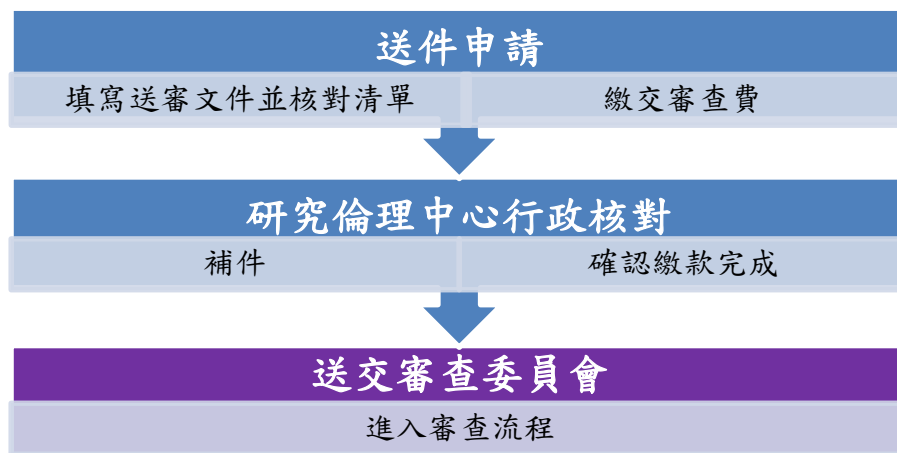 送件申請
填寫送審文件並核對清單
繳交審查費
研究倫理中心行政核對
補件
確認繳款完成
送交審查委員會
進入審查流程